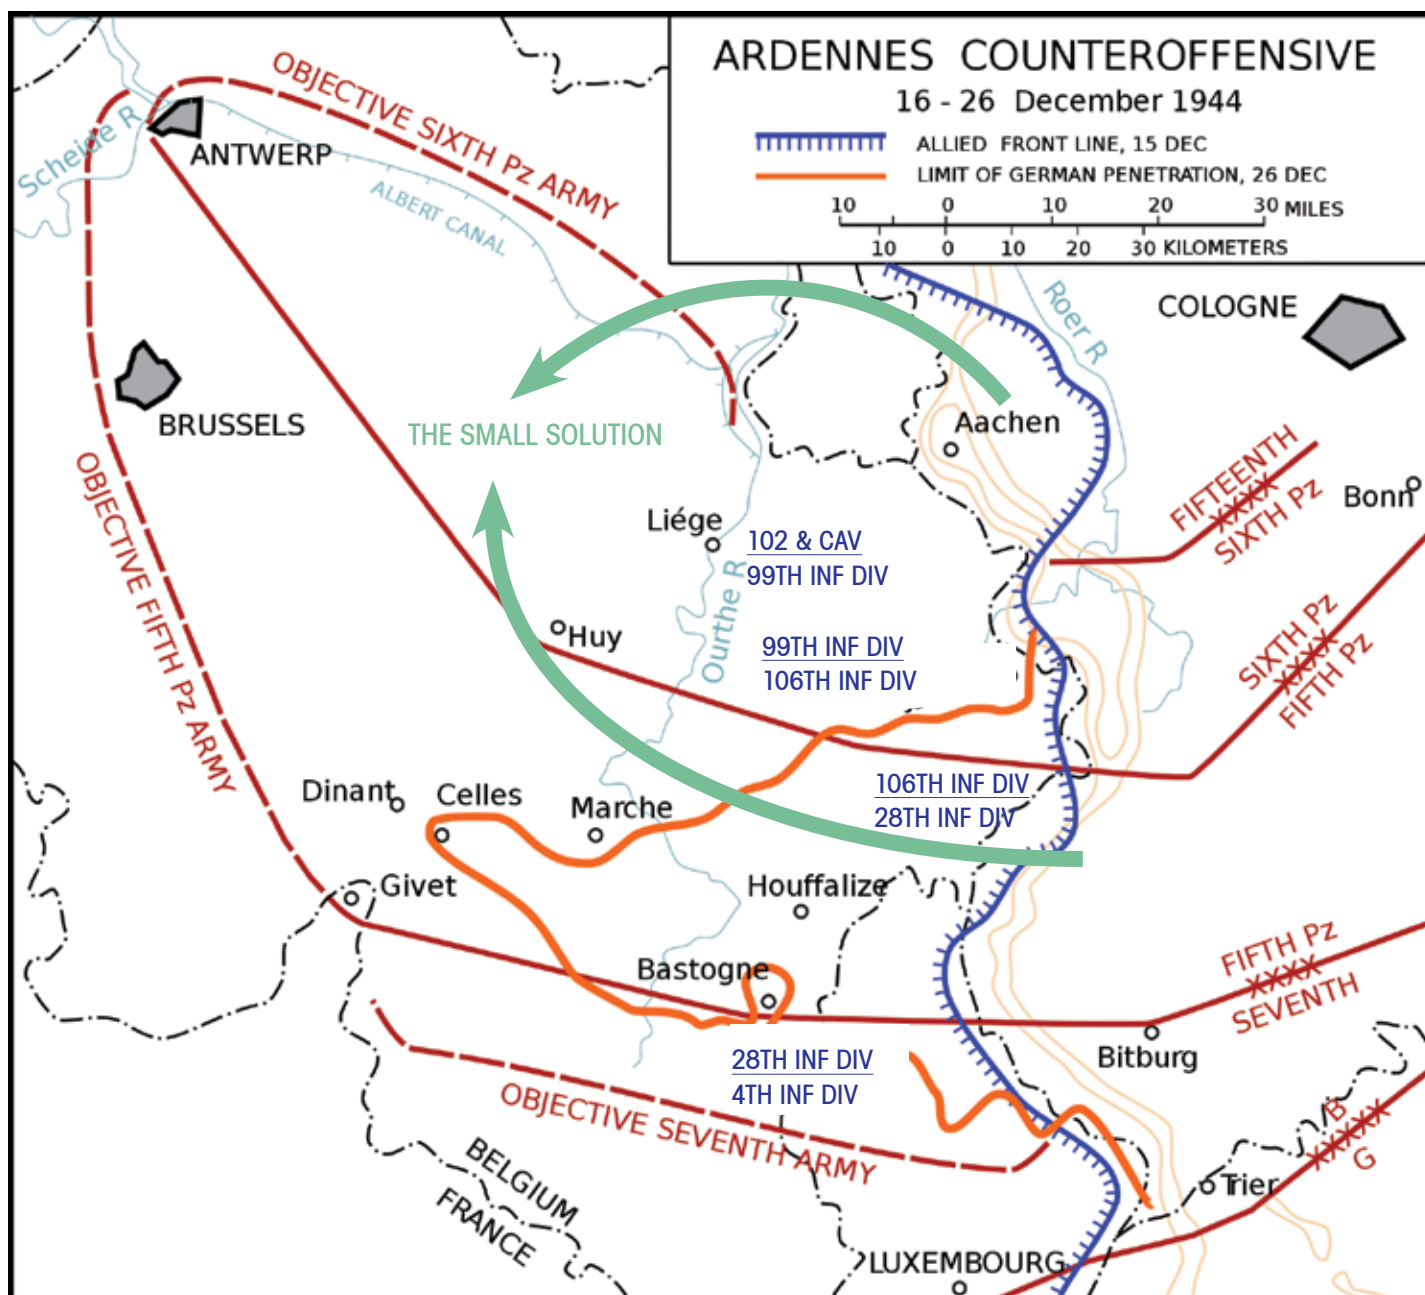 ARDENNES COUNTEROFFENSIVE
16 - 26 December 1944
ALLIED FRONT LINE, 15 DEC
LIMIT OF GERMAN PENETRATION, 26 DEC
10 0 10 20 30 MILES
10 0 10 20 30 KILOMETERS
OBJECTIVE SIXTH Pz ARMY
Scheide R
ANTWERP
ALBERT CANAL
Roer R
COLOGNE
BRUSSELS
THE SMALL SOLUTION
Aachen
FIFTEENTH
XXXX
SIXTH Pz
Bonn
OBJECTIVE FIFTH Pz ARMY
Liége
102 & CAV
99TH INF DIV
Ourthe R
Huy
99TH INF DIV
106TH INF DIV
SIXTH Pz
XXXX
FIFTH Pz
Dinant
Celles
Marche
106TH INF DIV
28TH INF DIV
Givet
Houffalize
Bastogne
FIFTH Pz
XXXX
SEVENTH
28TH INF DIV
4TH INF DIV
Bitburg
OBJECTIVE SEVENTH ARMY
B
XXXXX
G
BELGIUM
FRANCE
Trier
LUXEMBOURG